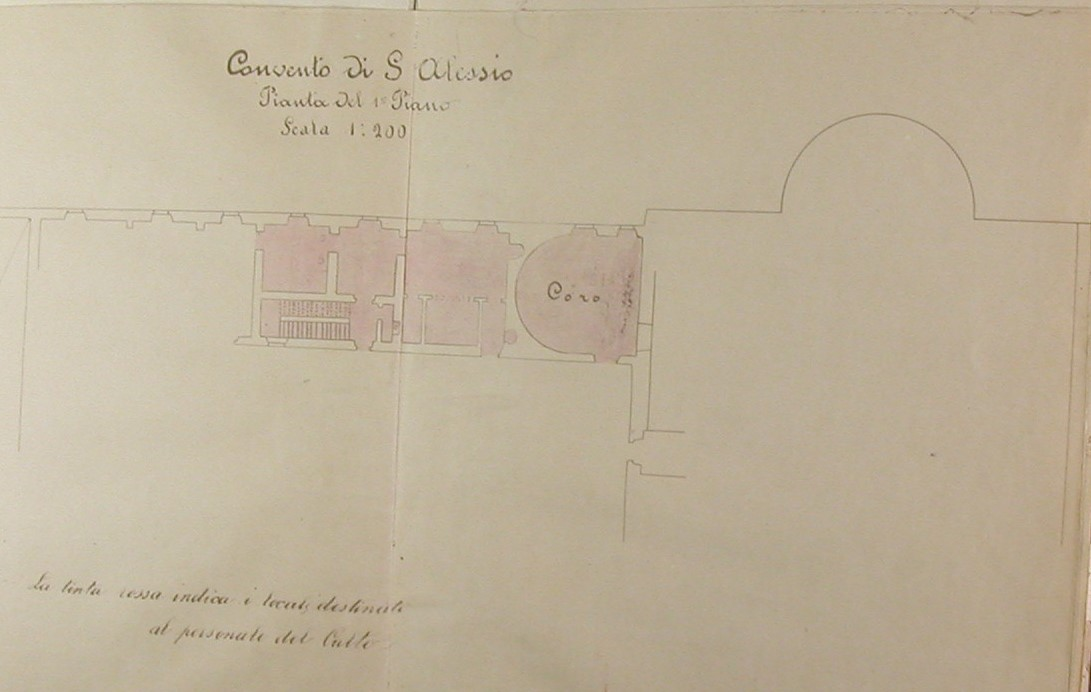 Convento di S Alessio
Pianta del 1º Piano
Scala 1:200
Coro
La tinta rossa indica i locali destinati
al personale del Culto